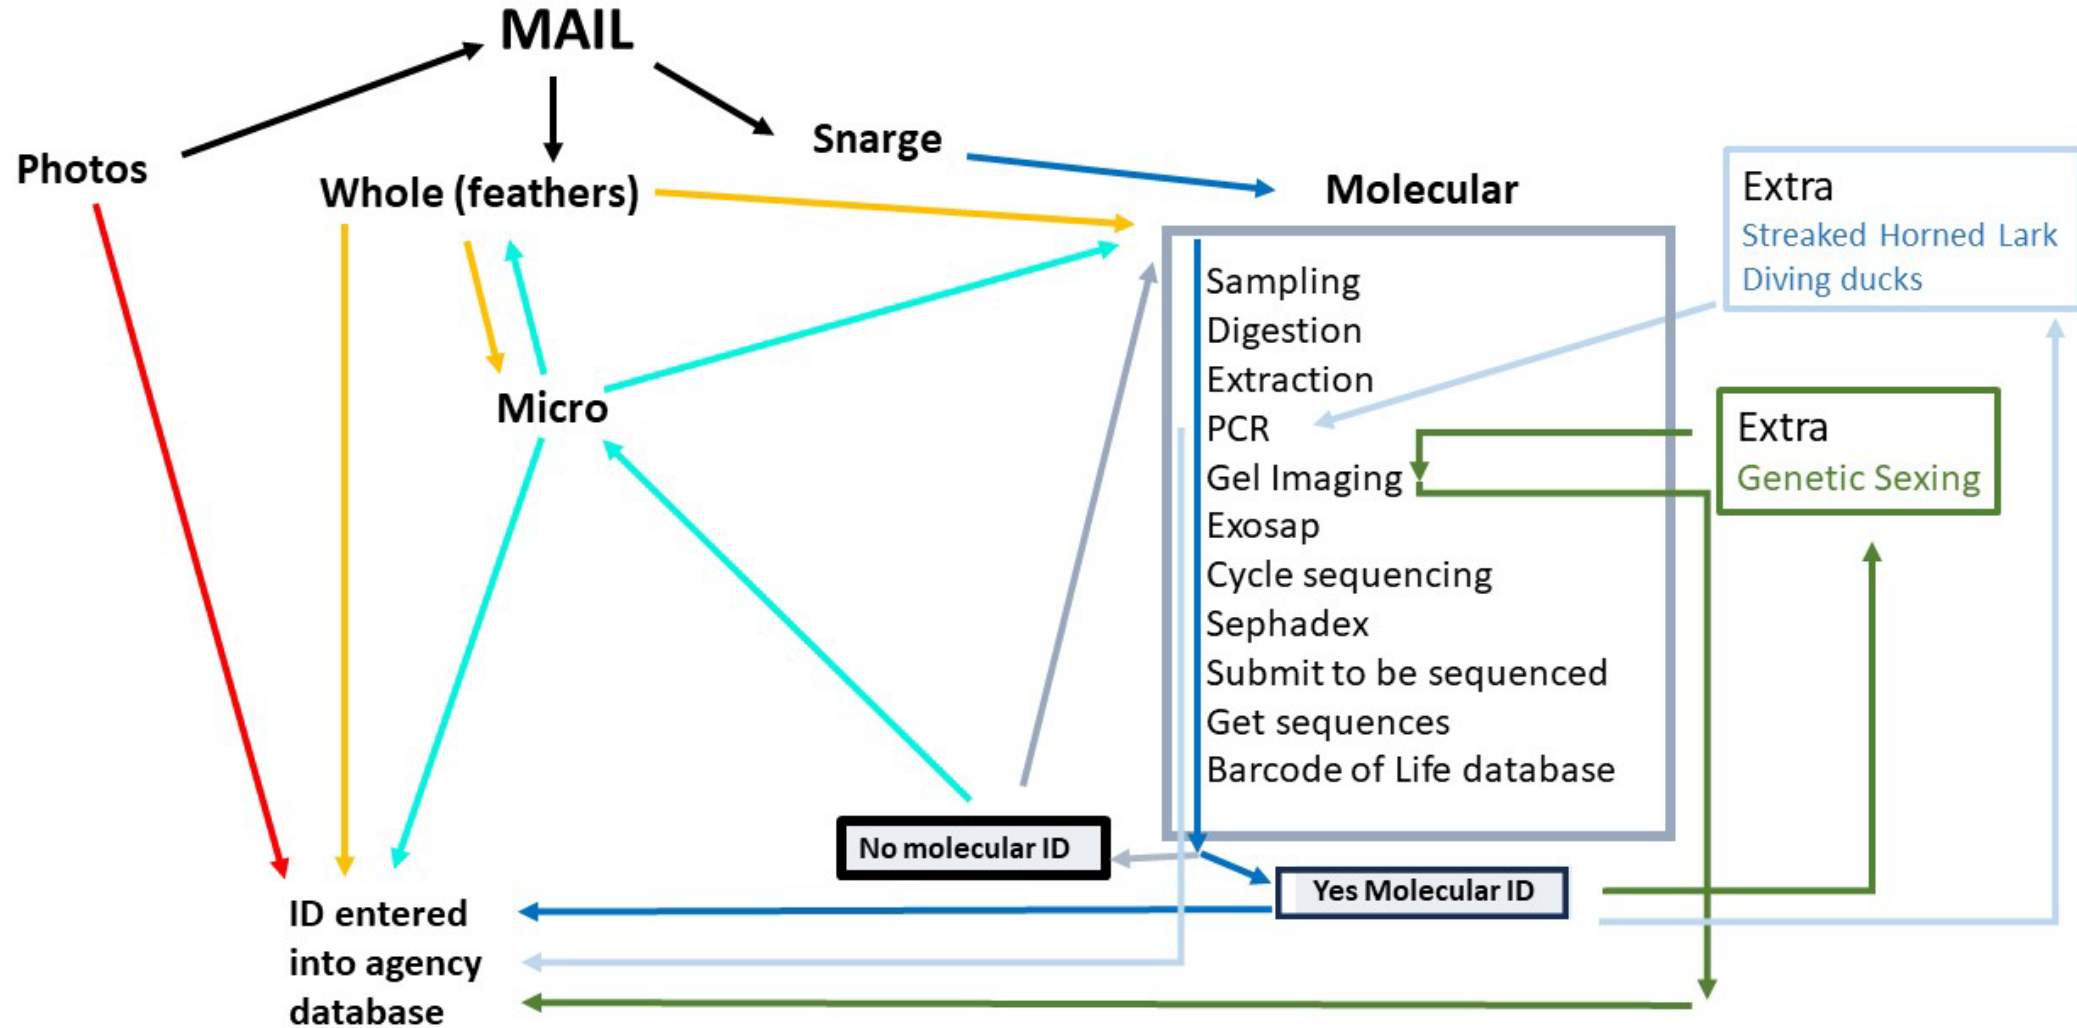 MAIL
Photos
Whole (feathers)
Snarge
Micro
Molecular
Sampling
Digestion
Extraction
PCR
Gel Imaging
Exosap
Cycle sequencing
Sephadex
Submit to be sequenced
Get sequences
Barcode of Life database
Extra
Streaked Horned Lark
Diving ducks
Extra
Genetic Sexing
No molecular ID
Yes Molecular ID
ID entered
into agency
database